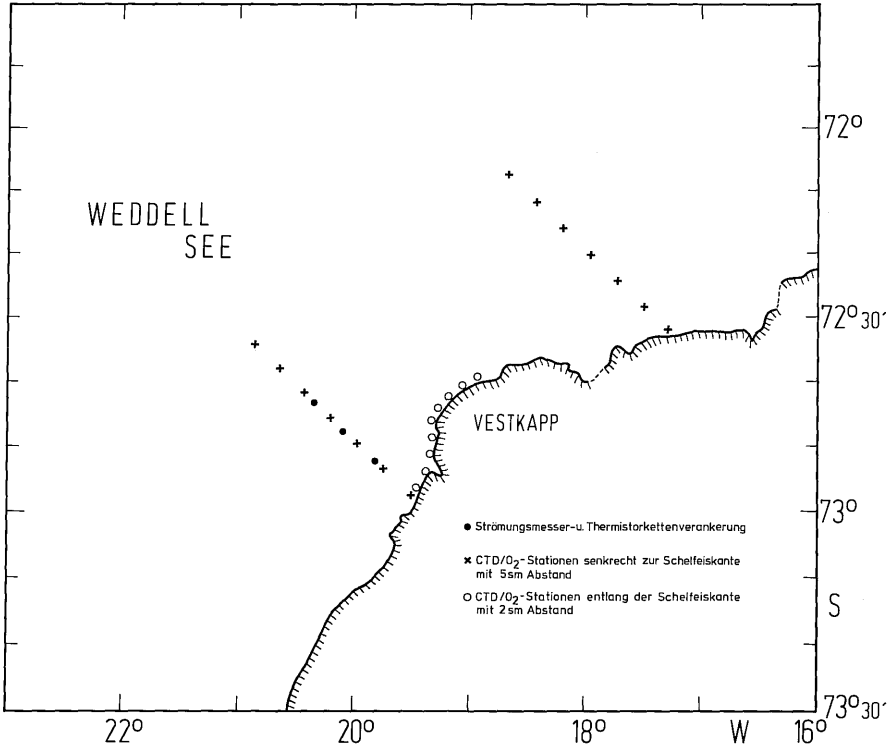 72°
WEDDELL
SEE
72° 30'
VESTKAPP
73°
● Strömungsmesser-u. Thermistorkettenverankerung
× CTD/O₂-Stationen senkrecht zur Schelfeiskante
mit 5sm Abstand
○ CTD/O₂-Stationen entlang der Schelfeiskante
mit 2sm Abstand
S
73° 30'
22° 20° 18° W 16°